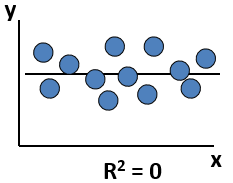 y
x
R² = 0